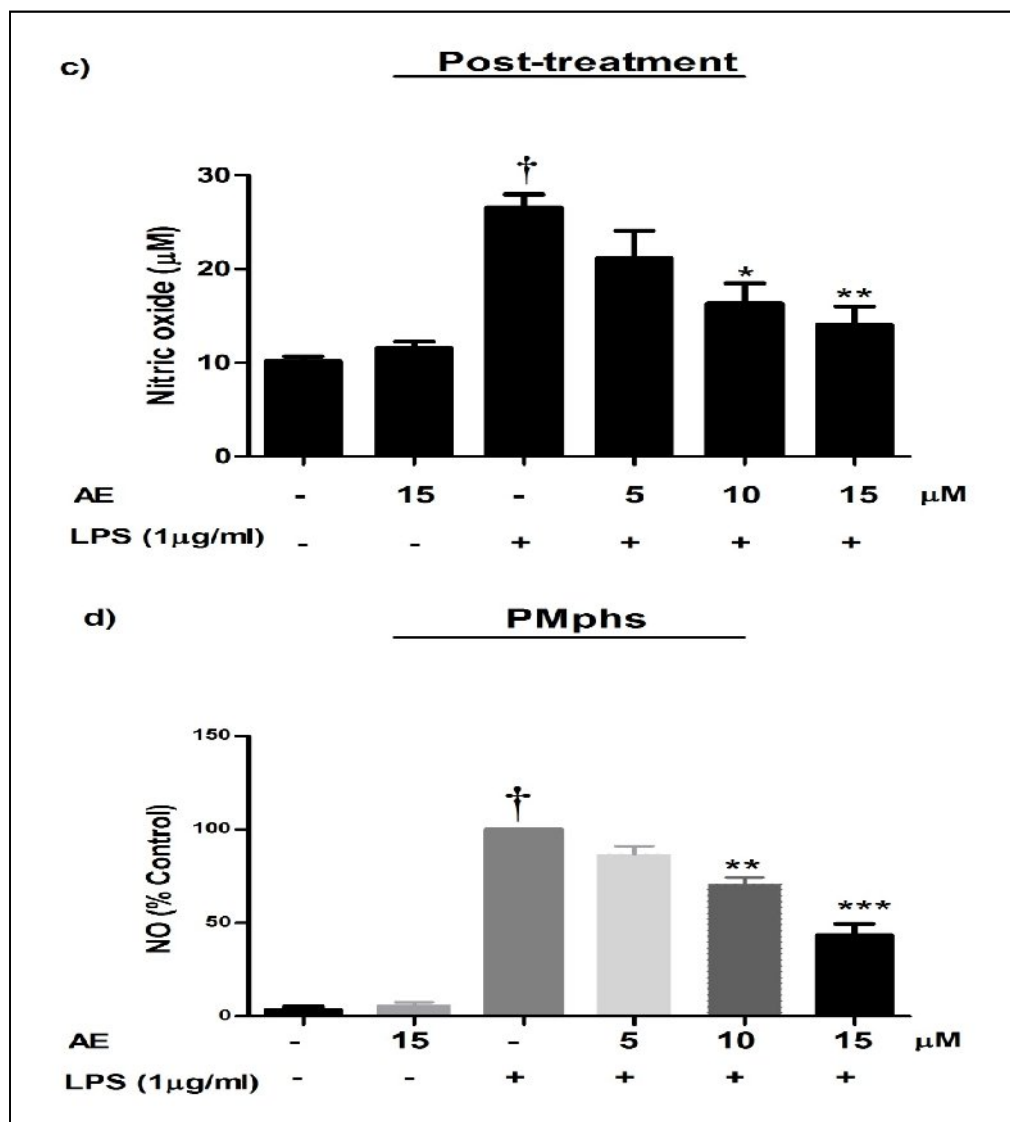 c)
Post-treatment
Nitric oxide (μM)
30
†
20
*
**
10
0
AE - 15 - 5 10 15 μM
LPS (1μg/ml) - - + + + +
d)
PMphs
NO (% Control)
150
†
100
**
***
50
0
AE - 15 - 5 10 15 μM
LPS (1μg/ml) - - + + + +